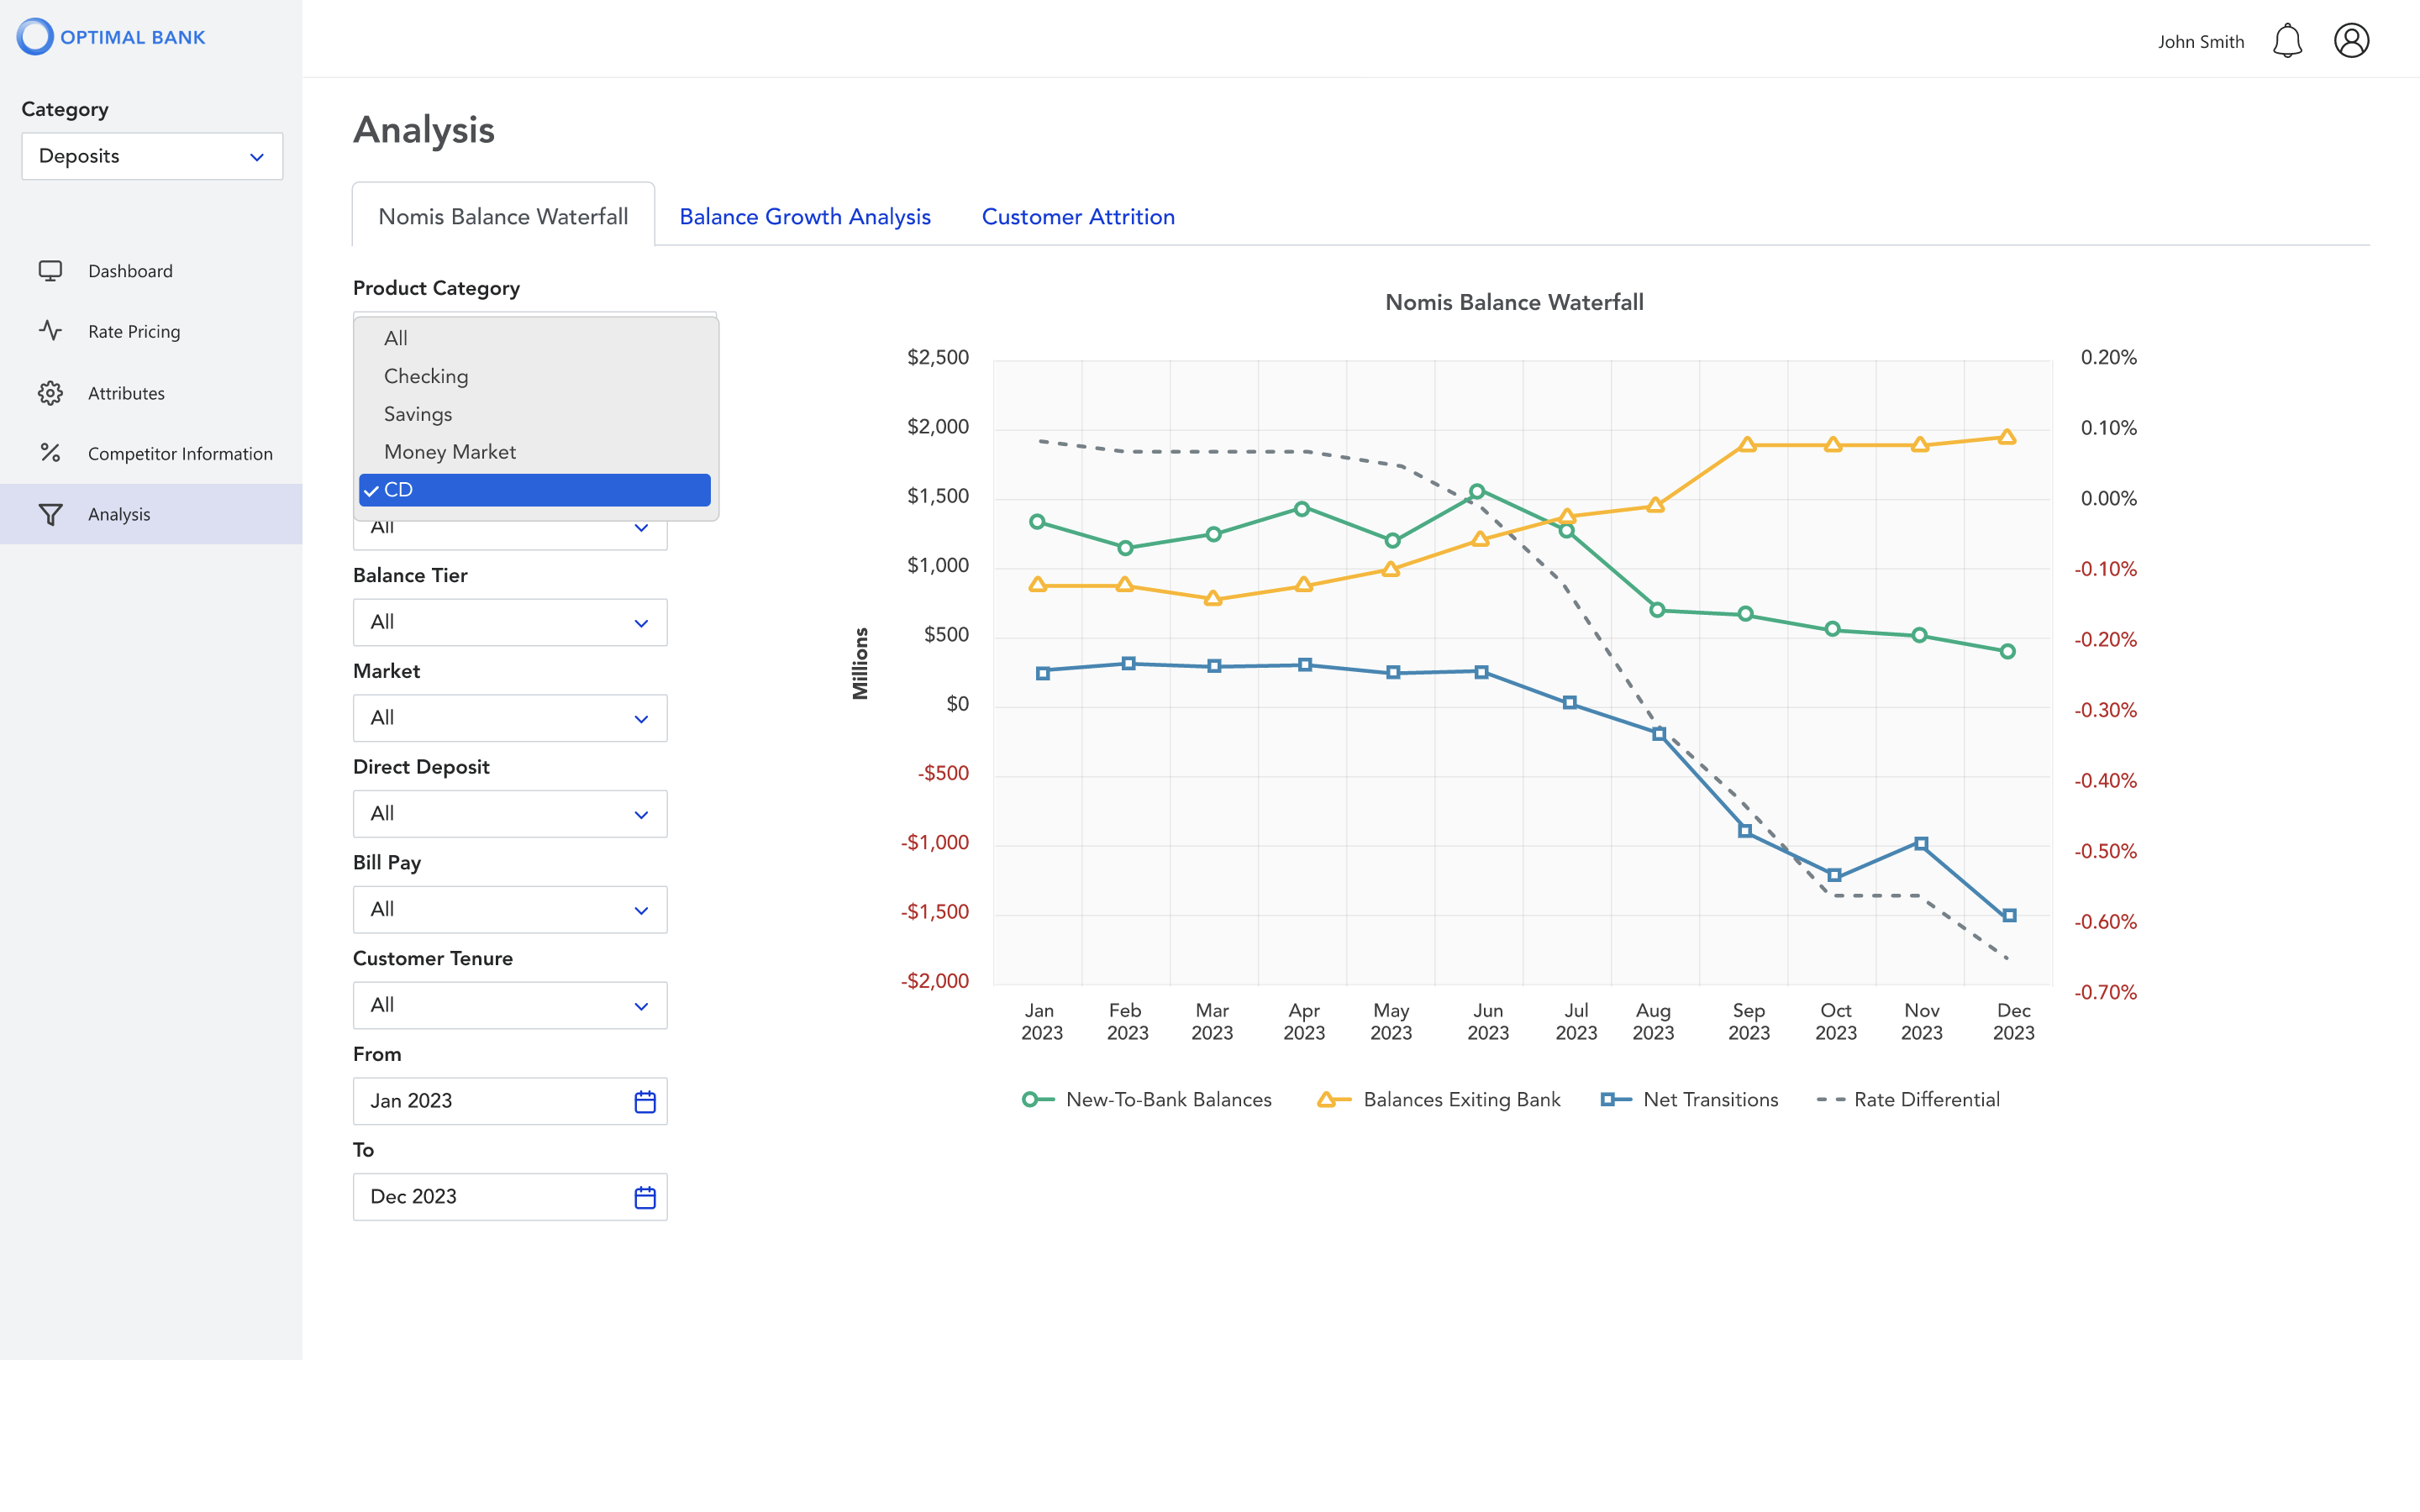 OPTIMAL BANK
John Smith
Category
Deposits
Dashboard
Rate Pricing
Attributes
Competitor Information
Analysis
Analysis
Nomis Balance Waterfall
Balance Growth Analysis
Customer Attrition
Product Category
All
Checking
Savings
Money Market
CD
All
Balance Tier
All
Market
All
Direct Deposit
All
Bill Pay
All
Customer Tenure
All
From
Jan 2023
To
Dec 2023
Nomis Balance Waterfall
Millions
$2,500
$2,000
$1,500
$1,000
$500
$0
-$500
-$1,000
-$1,500
-$2,000
0.20%
0.10%
0.00%
-0.10%
-0.20%
-0.30%
-0.40%
-0.50%
-0.60%
-0.70%
Jan
2023
Feb
2023
Mar
2023
Apr
2023
May
2023
Jun
2023
Jul
2023
Aug
2023
Sep
2023
Oct
2023
Nov
2023
Dec
2023
New-To-Bank Balances
Balances Exiting Bank
Net Transitions
Rate Differential